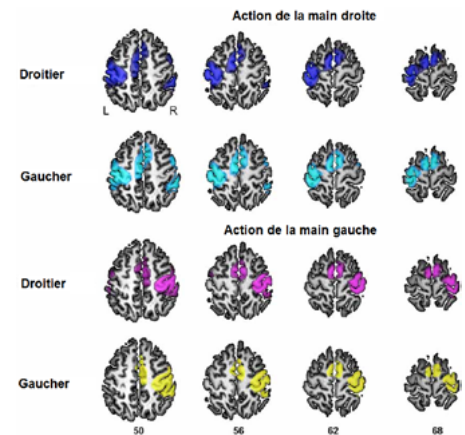 Action de la main droite
Droitier
L R
Gaucher
Action de la main gauche
Droitier
Gaucher
50 56 62 68